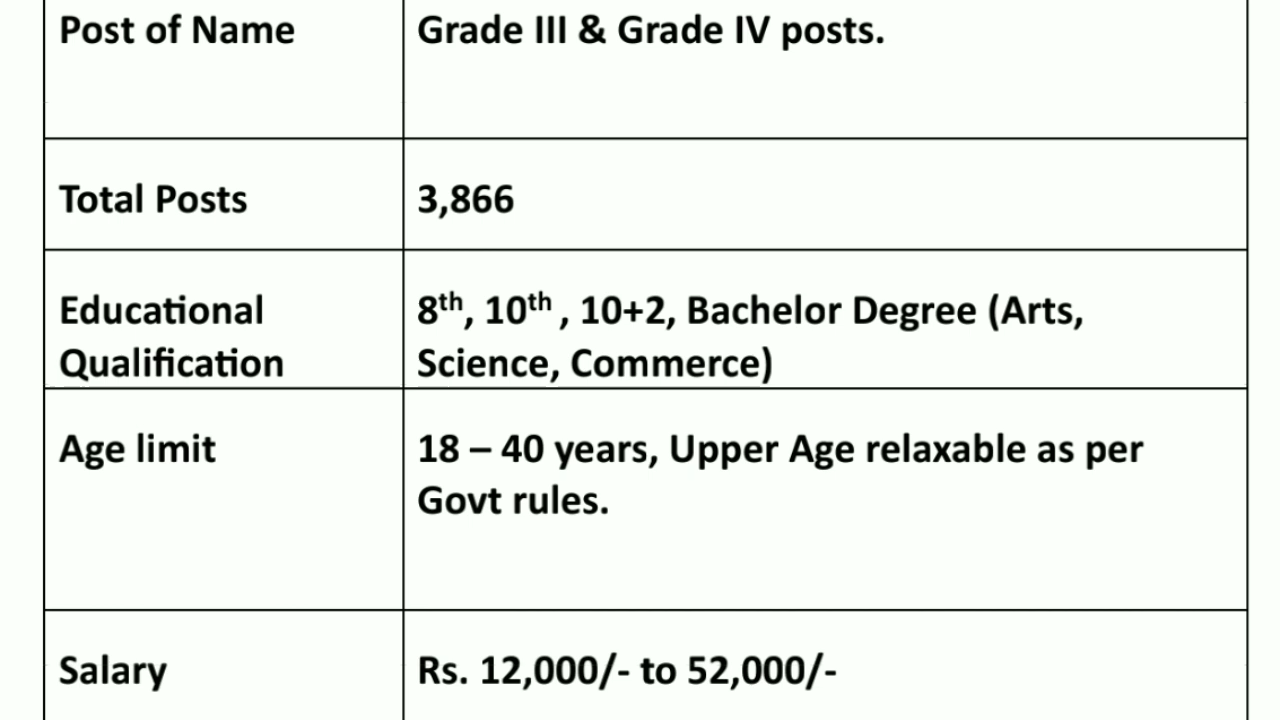 Post of Name
Grade III & Grade IV posts.
Total Posts
3,866
Educational
Qualification
8th, 10th , 10+2, Bachelor Degree (Arts,
Science, Commerce)
Age limit
18 – 40 years, Upper Age relaxable as per
Govt rules.
Salary
Rs. 12,000/- to 52,000/-